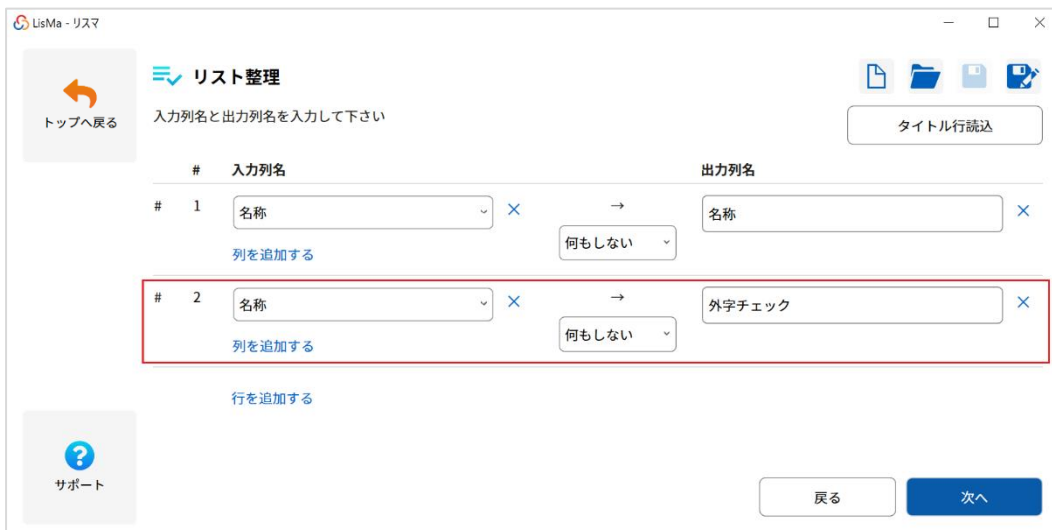 LisMa - リスマ
トップへ戻る
リスト整理
入力列名と出力列名を入力して下さい
タイトル行読込
# 入力列名 出力列名
# 1 名称 → 名称
何もしない
列を追加する
# 2 名称 → 外字チェック
何もしない
列を追加する
行を追加する
サポート
戻る 次へ